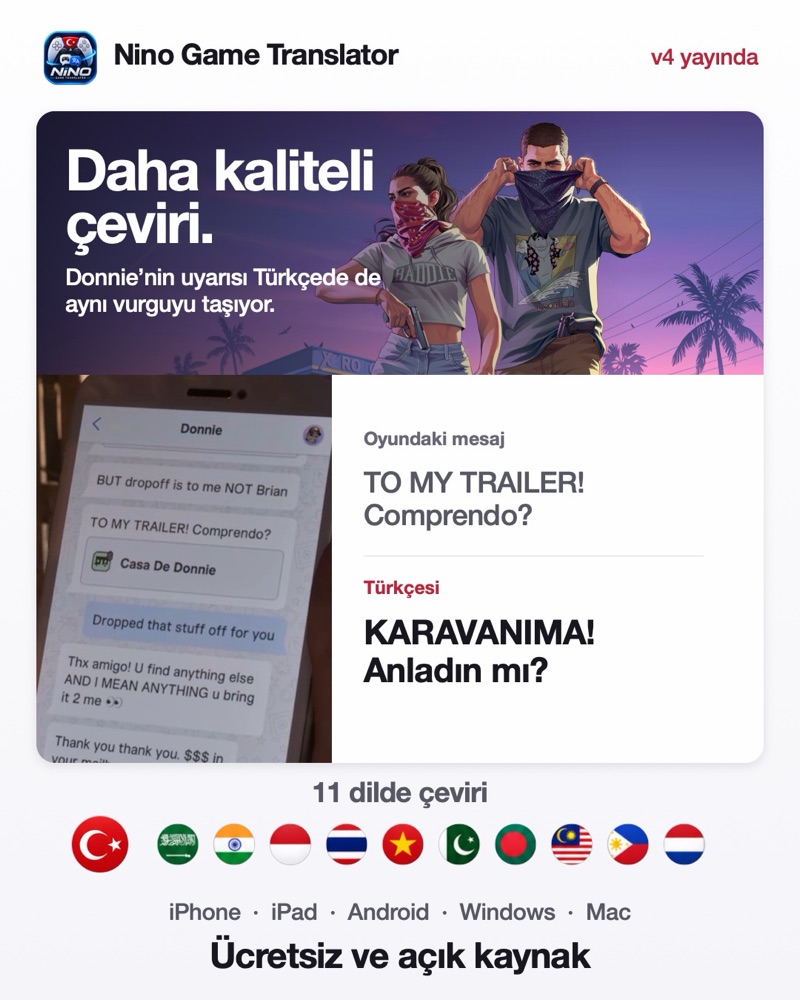 NiNO
Nino Game Translator
v4 yayında
Daha kaliteli
çeviri.
Donnie’nin uyarısı Türkçede de
aynı vurguyu taşıyor.
Donnie
BUT dropoff is to me NOT Brian
TO MY TRAILER! Comprendo?
Casa De Donnie
Dropped that stuff off for you
Thx amigo! U find anything else
AND I MEAN ANYTHING u bring
it 2 me 👀
Thank you thank you. $$$ in
Oyundaki mesaj
TO MY TRAILER!
Comprendo?
Türkçesi
KARAVANIMA!
Anladın mı?
11 dilde çeviri
iPhone · iPad · Android · Windows · Mac
Ücretsiz ve açık kaynak